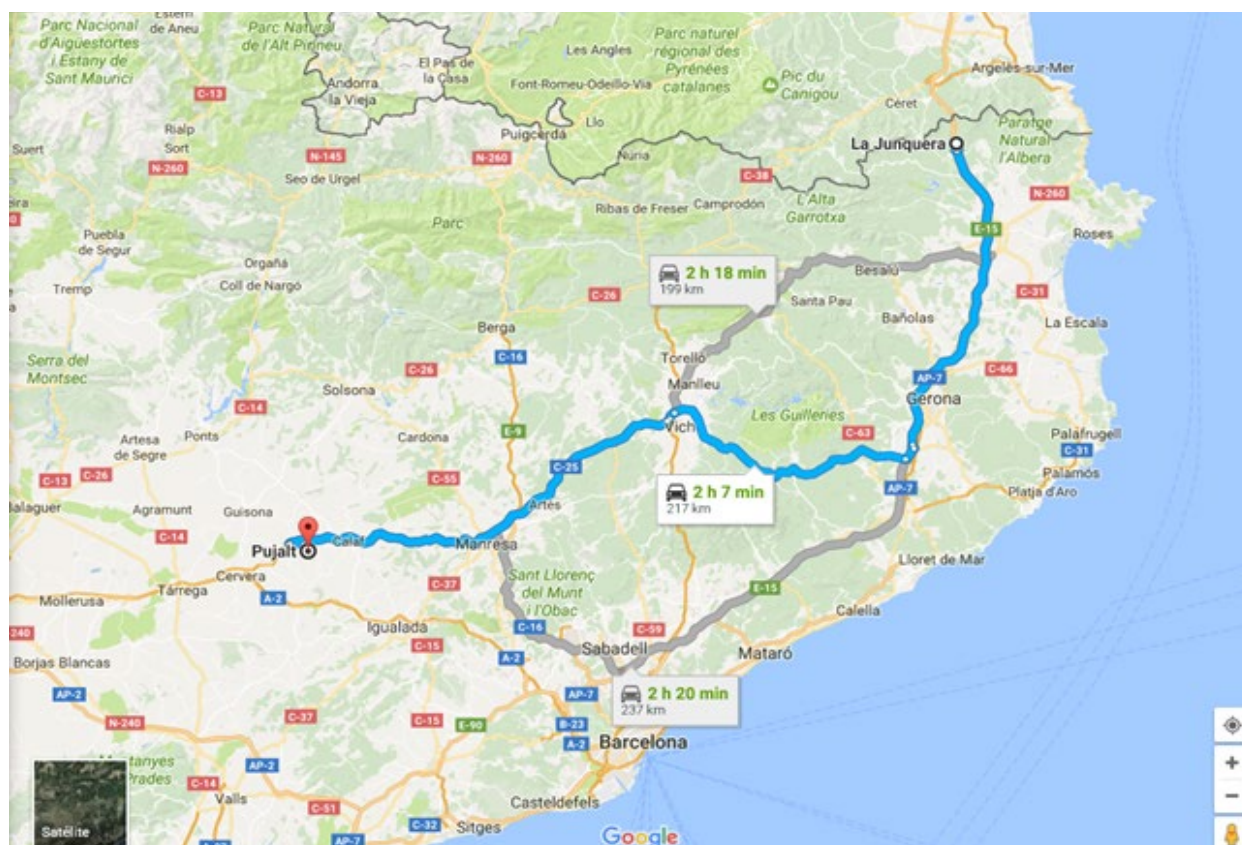 Parc Nacional
d'Aigüestortes
i Estany de
Sant Maurici
Esterri
de Aneu
Parc Natural
de l'Alt Pirineu
Andorra
la Vieja
El Pas de
la Casa
Les Angles
Font-Romeu-Odeillo-Via
Parc naturel
régional des
Pyrénées
catalanes
Pic du
Canigou
Argelès-sur-Mer
Céret
C-13
Rialp
Sort
Suert
N-260
N-145
Seo de Urgel
Puigcerdá
Llo
N-260
Núria
La Junquera
Paratge
Natural
l'Albera
C-38
N-260
Ribas de Freser
Camprodón
L'Alta
Garrotxa
Parc
Puebla
de Segur
Orgañá
Coll de Nargó
Tremp
E-15
Roses
2 h 18 min
199 km
Besalú
Santa Pau
C-31
Bañolas
La Escala
C-26
Berga
C-16
Serra del
Montsec
Torelló
Manlleu
C-26
Solsona
C-14
AP-7
C-66
Gerona
Les Guilleries
Vich
C-63
Palafrugell
C-31
Palamós
Artesa
de Segre
Ponts
Cardona
E-9
C-13
C-26
C-25
C-55
Artés
2 h 7 min
217 km
AP-7
Platja d'Aro
alaguer
Agramunt
Guisona
C-14
Pujalt
Calaf
Manresa
Lloret de Mar
Cervera
Tárrega
Mollerusa
A-2
C-37
Sant Llorenç
del Munt
i l'Obac
E-15
Calella
Igualada
C-16
C-59
Sabadell
Mataró
-240
C-15
A-2
Borjas Blancas
AP-2
2 h 20 min
237 km
AP-7
N-240
C-37
C-15
E-90
B-23
A-2
Barcelona
AP-2
Prades
C-14
Valls
C-51
Casteldefels
C-32
Sitges
AP-7
Satélite
Google